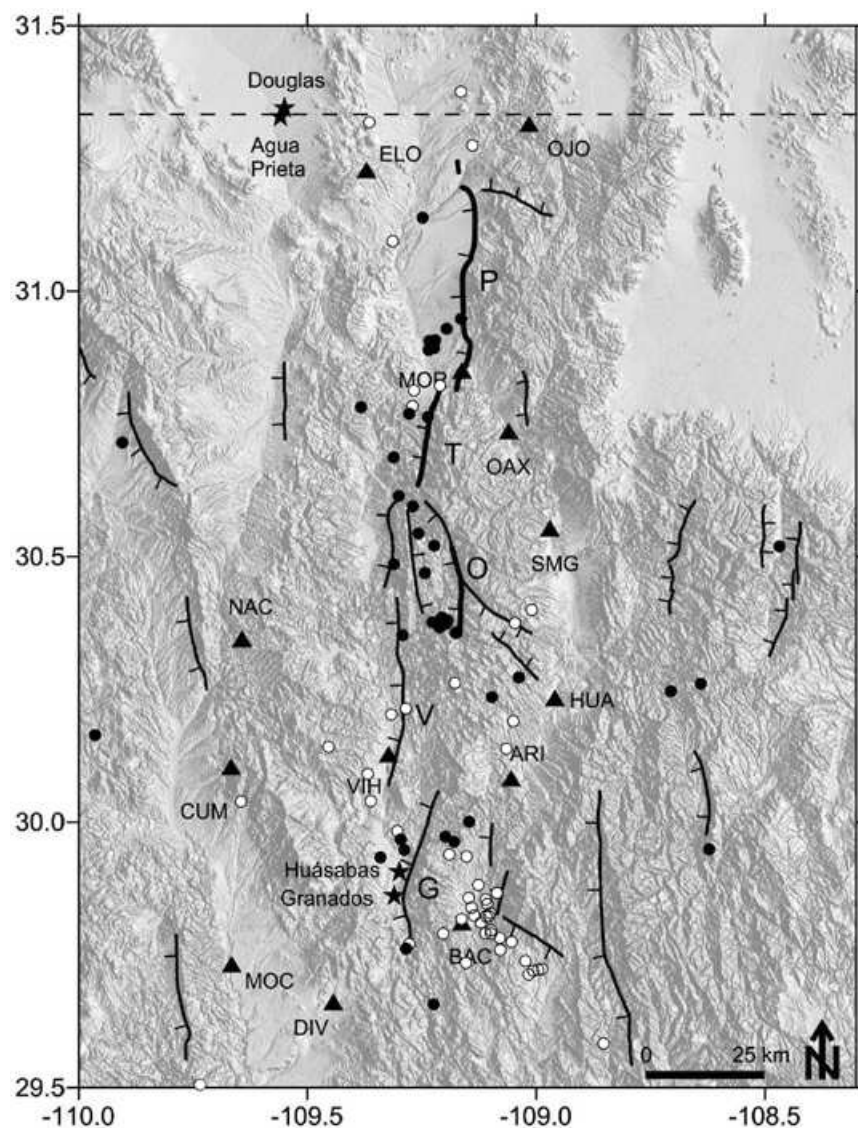 31.5
Douglas
Agua
Prieta
ELO
OJO
31.0
P
MOR
T
OAX
30.5
SMG
O
NAC
HUA
V
ARI
VIH
CUM
30.0
Huásabas
Granados
G
BAC
MOC
DIV
0 25 km
N
29.5
-110.0 -109.5 -109.0 -108.5